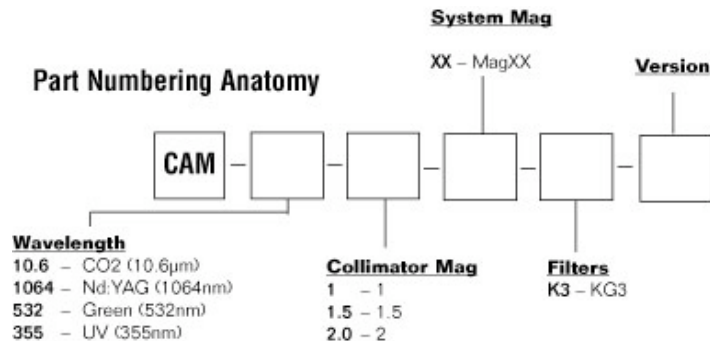 System Mag
XX – MagXX
Part Numbering Anatomy
Version
CAM – – – – –
Wavelength
10.6 – CO2 (10.6µm)
1064 – Nd:YAG (1064nm)
532 – Green (532nm)
355 – UV (355nm)
Collimator Mag
1 – 1
1.5 – 1.5
2.0 – 2
Filters
K3 – KG3